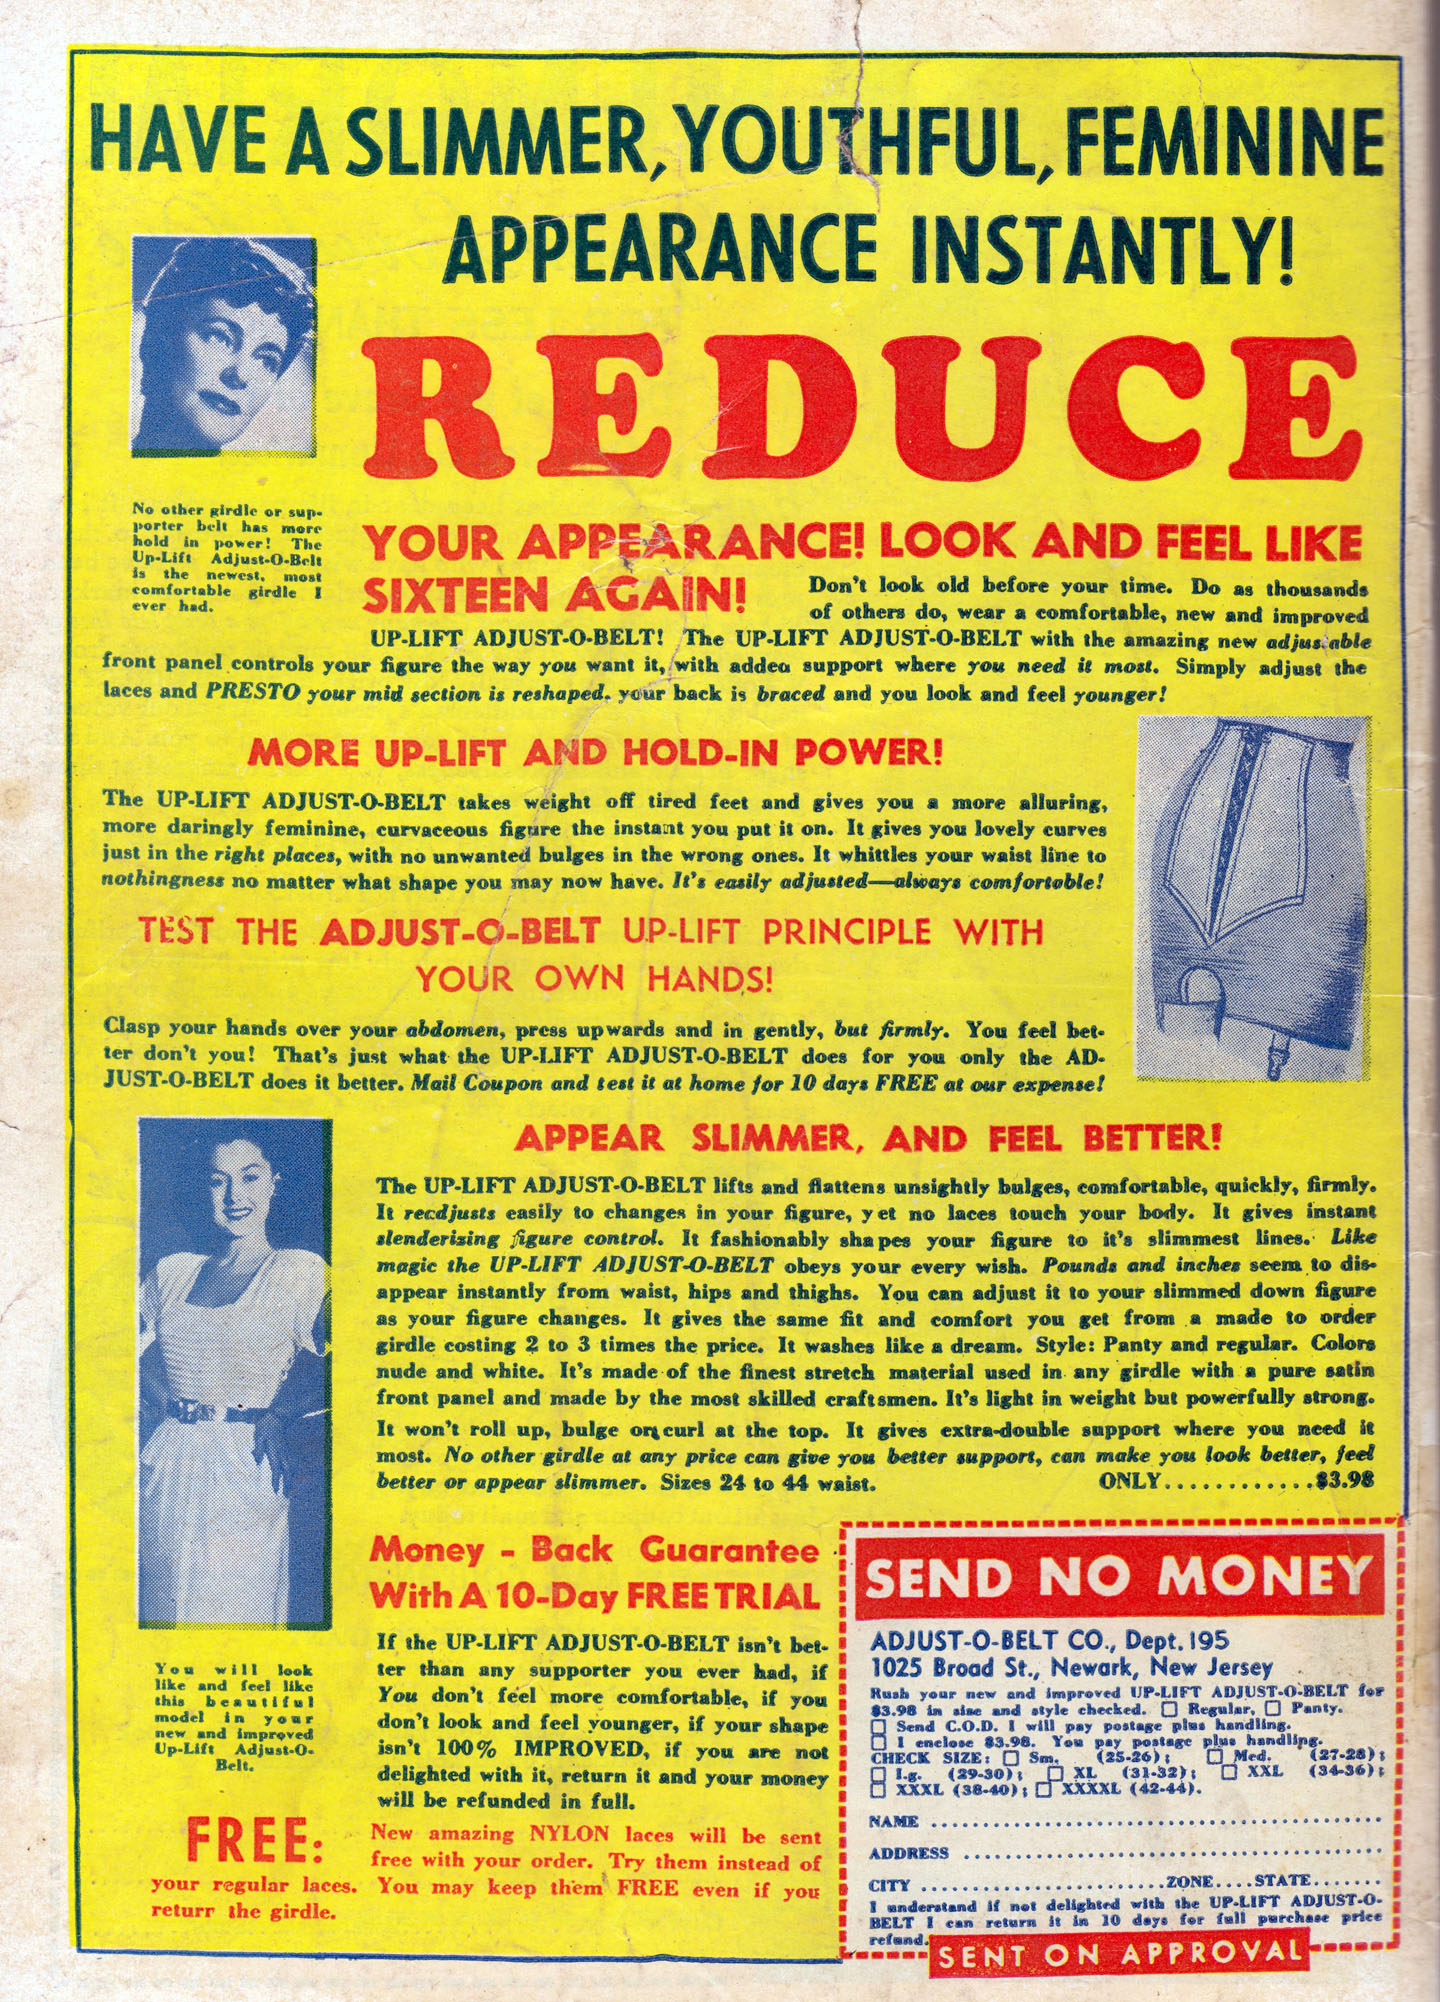 HAVE A SLIMMER, YOUTHFUL, FEMININE
APPEARANCE INSTANTLY!
REDUCE
No other girdle or sup-
porter belt has more
hold in power! The
Up-Lift Adjust-O-Belt
is the newest, most
comfortable girdle I
ever had.
YOUR APPEARANCE! LOOK AND FEEL LIKE
SIXTEEN AGAIN!
Don't look old before your time. Do as thousands
of others do, wear a comfortable, new and improved
UP-LIFT ADJUST-O-BELT! The UP-LIFT ADJUST-O-BELT with the amazing new adjustable
front panel controls your figure the way you want it, with added support where you need it most. Simply adjust the
laces and PRESTO your mid section is reshaped, your back is braced and you look and feel younger!
MORE UP-LIFT AND HOLD-IN POWER!
The UP-LIFT ADJUST-O-BELT takes weight off tired feet and gives you a more alluring,
more daringly feminine, curvaceous figure the instant you put it on. It gives you lovely curves
just in the right places, with no unwanted bulges in the wrong ones. It whittles your waist line to
nothingness no matter what shape you may now have. It's easily adjusted—always comfortable!
TEST THE ADJUST-O-BELT UP-LIFT PRINCIPLE WITH
YOUR OWN HANDS!
Clasp your hands over your abdomen, press upwards and in gently, but firmly. You feel bet-
ter don't you! That's just what the UP-LIFT ADJUST-O-BELT does for you only the AD-
JUST-O-BELT does it better. Mail Coupon and test it at home for 10 days FREE at our expense!
APPEAR SLIMMER, AND FEEL BETTER!
The UP-LIFT ADJUST-O-BELT lifts and flattens unsightly bulges, comfortable, quickly, firmly.
It readjusts easily to changes in your figure, yet no laces touch your body. It gives instant
slenderizing figure control. It fashionably shapes your figure to it's slimmest lines. Like
magic the UP-LIFT ADJUST-O-BELT obeys your every wish. Pounds and inches seem to dis-
appear instantly from waist, hips and thighs. You can adjust it to your slimmed down figure
as your figure changes. It gives the same fit and comfort you get from a made to order
girdle costing 2 to 3 times the price. It washes like a dream. Style: Panty and regular. Colors
nude and white. It's made of the finest stretch material used in any girdle with a pure satin
front panel and made by the most skilled craftsmen. It's light in weight but powerfully strong.
It won't roll up, bulge or curl at the top. It gives extra-double support where you need it
most. No other girdle at any price can give you better support, can make you look better, feel
better or appear slimmer. Sizes 24 to 44 waist. ONLY............$3.98
You will look
like and feel like
this beautiful
model in your
new and improved
Up-Lift Adjust-O-
Belt.
Money - Back Guarantee
With A 10-Day FREE TRIAL
If the UP-LIFT ADJUST-O-BELT isn't bet-
ter than any supporter you ever had, if
You don't feel more comfortable, if you
don't look and feel younger, if your shape
isn't 100% IMPROVED, if you are not
delighted with it, return it and your money
will be refunded in full.
FREE: New amazing NYLON laces will be sent
free with your order. Try them instead of
your regular laces. You may keep them FREE even if you
returr the girdle.
SEND NO MONEY
ADJUST-O-BELT CO., Dept. 195
1025 Broad St., Newark, New Jersey
Rush your new and improved UP-LIFT ADJUST-O-BELT for
$3.98 in size and style checked. ☐ Regular, ☐ Panty.
☐ Send C.O.D. I will pay postage plus handling.
☐ I enclose $3.98. You pay postage plus handling.
CHECK SIZE: ☐ Sm. (25-26); ☐ Med. (27-28);
☐ Lg. (29-30); ☐ XL (31-32); ☐ XXL (34-36);
☐ XXXL (38-40); ☐ XXXXL (42-44).
NAME ............................................
ADDRESS ........................................
CITY ..........................ZONE....STATE.......
I understand if not delighted with the UP-LIFT ADJUST-O-
BELT I can return it in 10 days for full purchase price
refund.
SENT ON APPROVAL